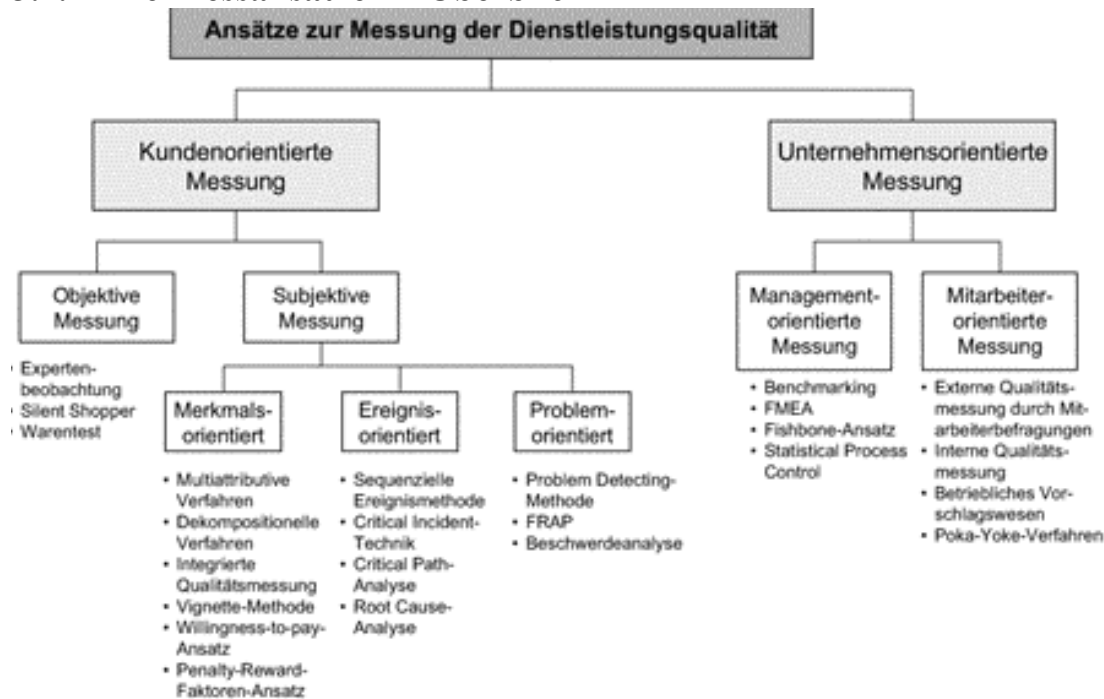 Ansätze zur Messung der Dienstleistungsqualität
Kundenorientierte
Messung
Unternehmensorientierte
Messung
Objektive
Messung
Subjektive
Messung
Management-
orientierte
Messung
Mitarbeiter-
orientierte
Messung
• Experten-
beobachtung
• Silent Shopper
• Warentest
Merkmals-
orientiert
Ereignis-
orientiert
Problem-
orientiert
• Benchmarking
• FMEA
• Fishbone-Ansatz
• Statistical Process
Control
• Externe Qualitäts-
messung durch Mit-
arbeiterbefragungen
• Interne Qualitäts-
messung
• Betriebliches Vor-
schlagswesen
• Poka-Yoke-Verfahren
• Multiattributive
Verfahren
• Dekompositionelle
Verfahren
• Integrierte
Qualitätsmessung
• Vignette-Methode
• Willingness-to-pay-
Ansatz
• Penalty-Reward-
Faktoren-Ansatz
• Sequenzielle
Ereignismethode
• Critical Incident-
Technik
• Critical Path-
Analyse
• Root Cause-
Analyse
• Problem Detecting-
Methode
• FRAP
• Beschwerdeanalyse